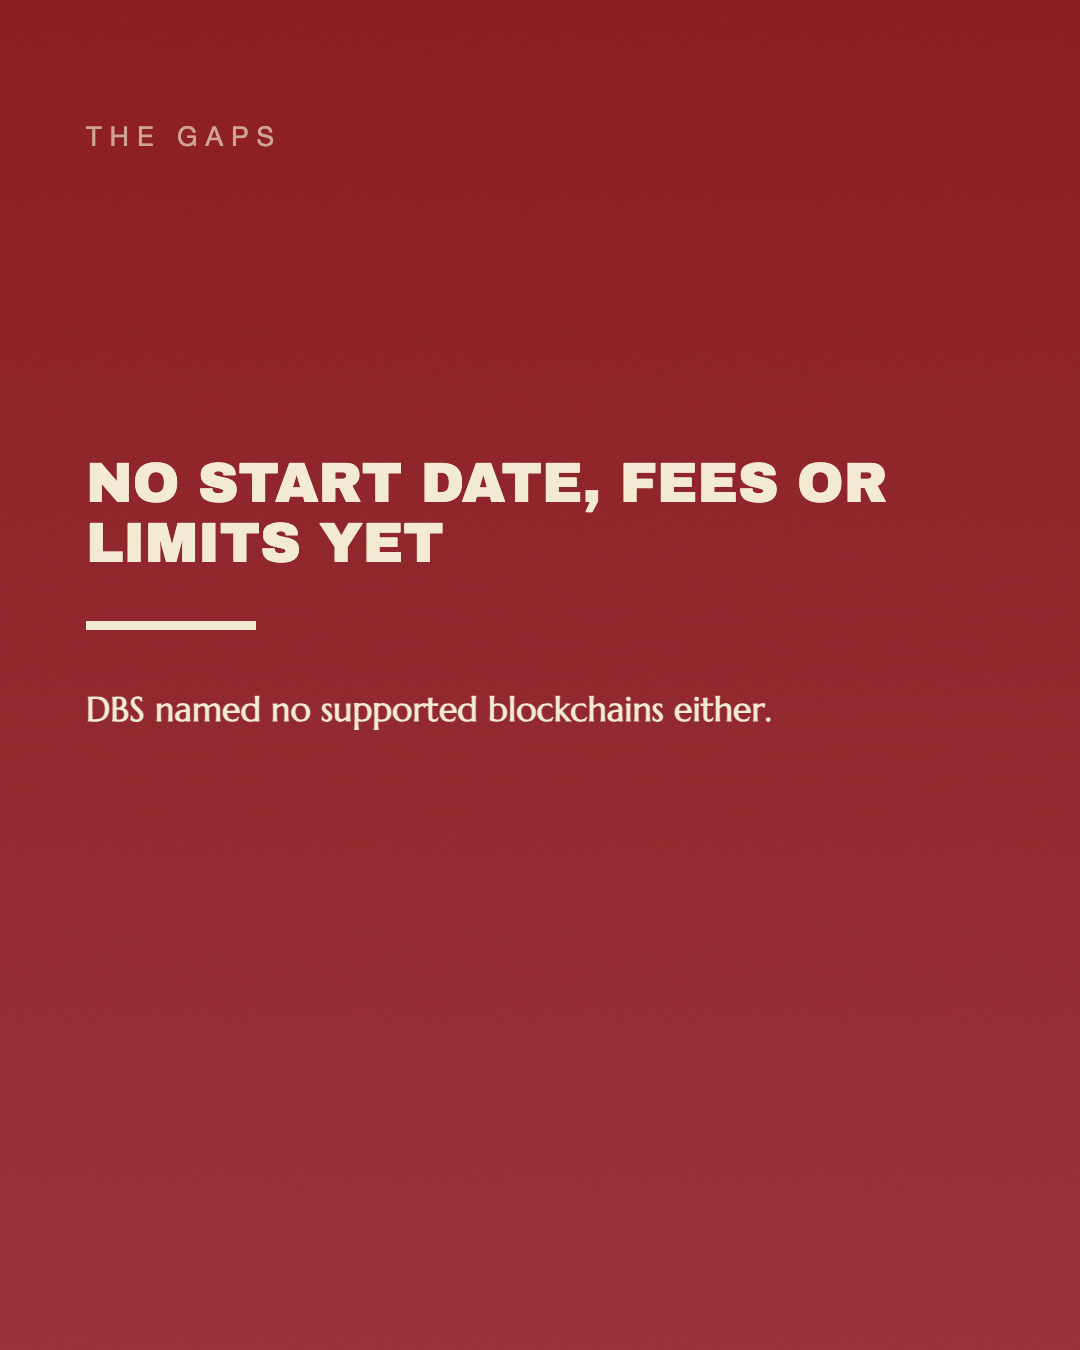 THE GAPS
NO START DATE, FEES OR
LIMITS YET
DBS named no supported blockchains either.